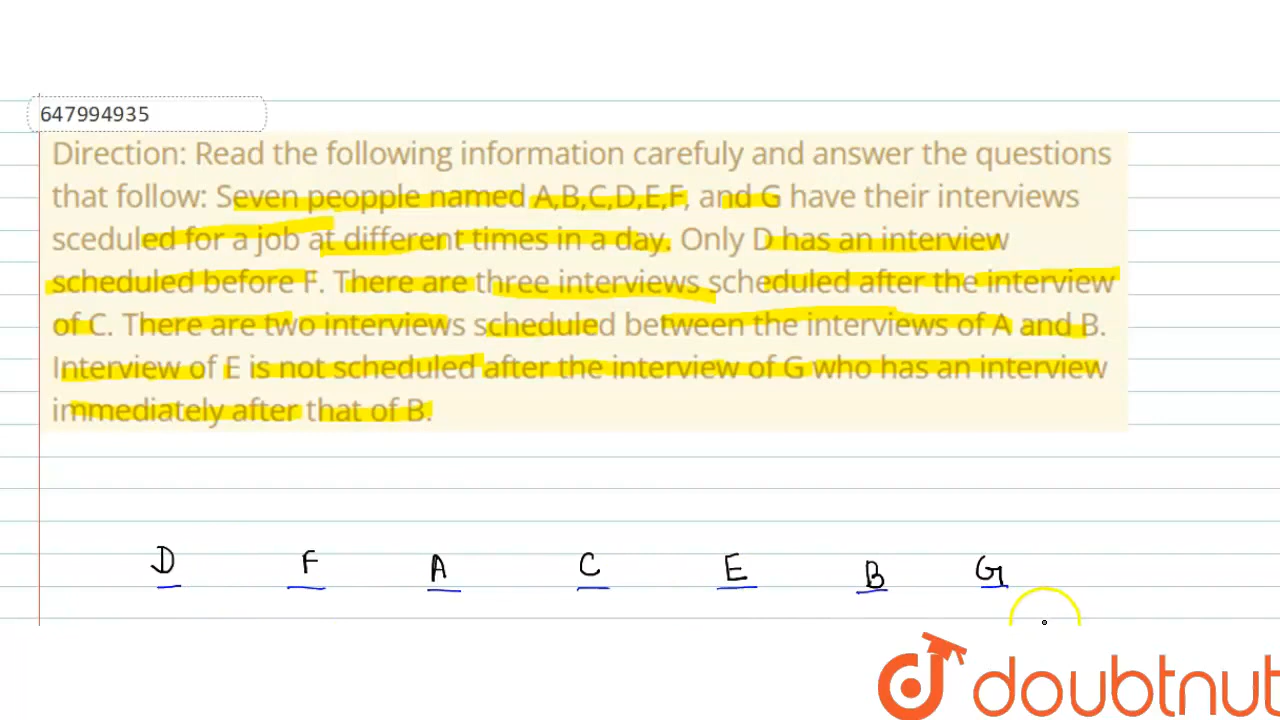 647994935
Direction: Read the following information carefuly and answer the questions
that follow: Seven peopple named A,B,C,D,E,F, and G have their interviews
sceduled for a job at different times in a day. Only D has an interview
scheduled before F. There are three interviews scheduled after the interview
of C. There are two interviews scheduled between the interviews of A and B.
Interview of E is not scheduled after the interview of G who has an interview
immediately after that of B.
D F A C E B G
doubtnut